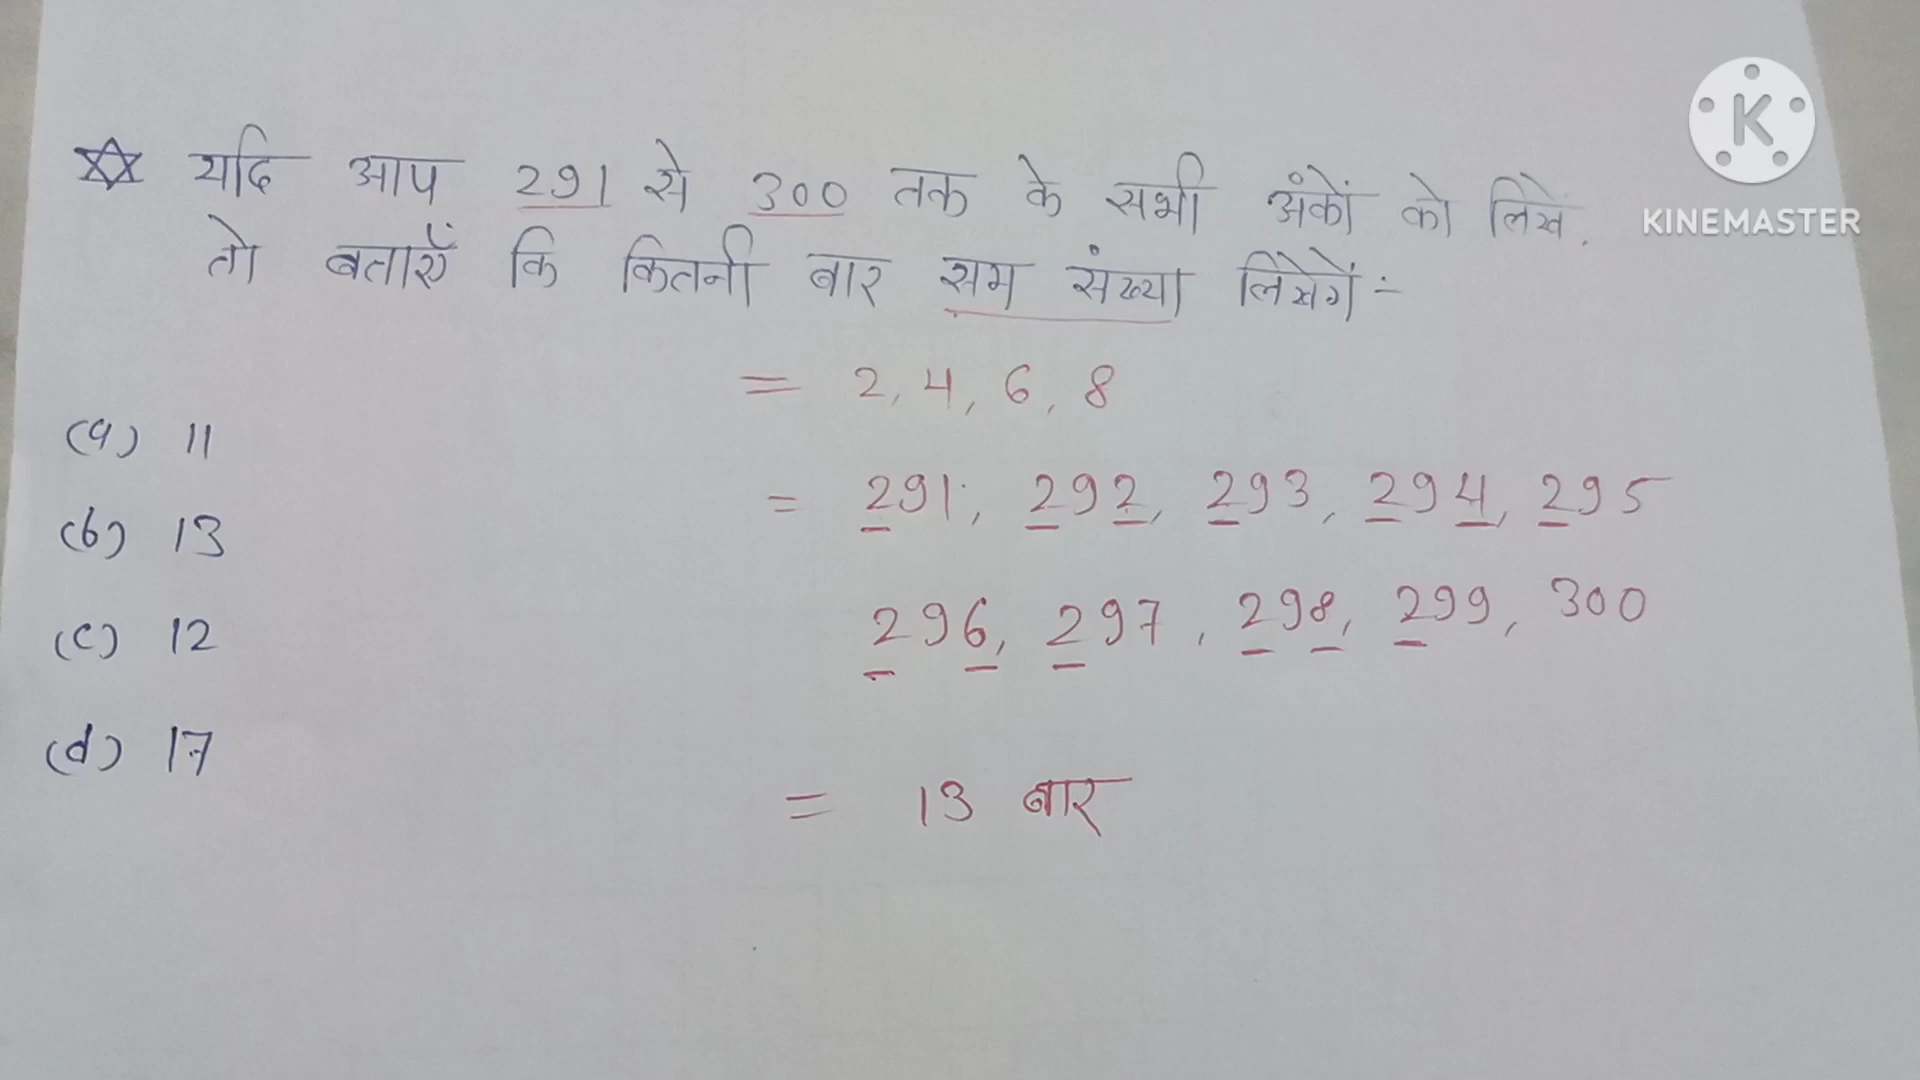 यदि आप 291 से 300 तक के सभी अंकों को लिखें.
तो बताएँ कि कितनी बार सम संख्या लिखेगें :-
= 2, 4, 6, 8
(a) 11
(b) 13
(c) 12
(d) 17
= 291, 292, 293, 294, 295
296, 297, 298, 299, 300
= 13 बार
K
KINEMASTER